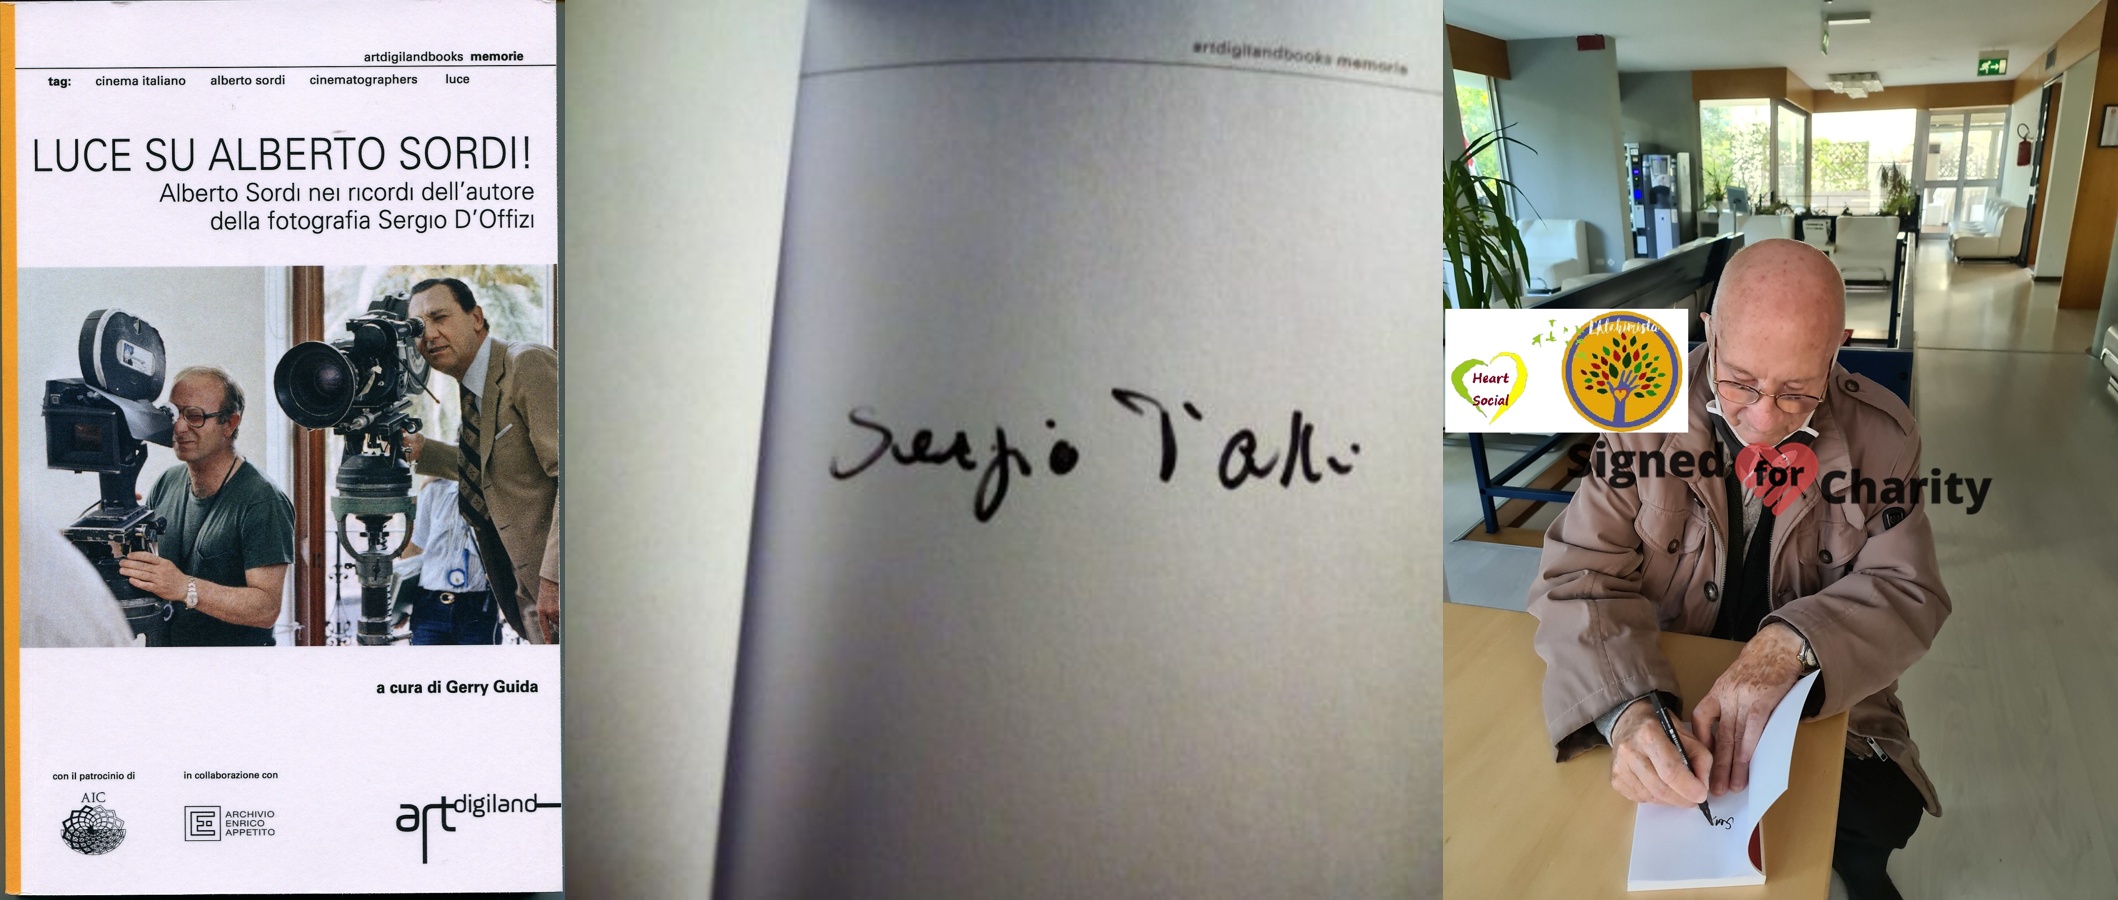 artdigilandbooks memorie
tag: cinema italiano alberto sordi cinematographers luce
LUCE SU ALBERTO SORDI!
Alberto Sordi nei ricordi dell'autore
della fotografia Sergio D'Offizi
a cura di Gerry Guida
con il patrocinio di
AIC
in collaborazione con
ARCHIVIO
ENRICO
APPETITO
art digiland
artdigilandbooks memorie
Sergio
L'Alchimista
Heart
Social
Signed for Charity